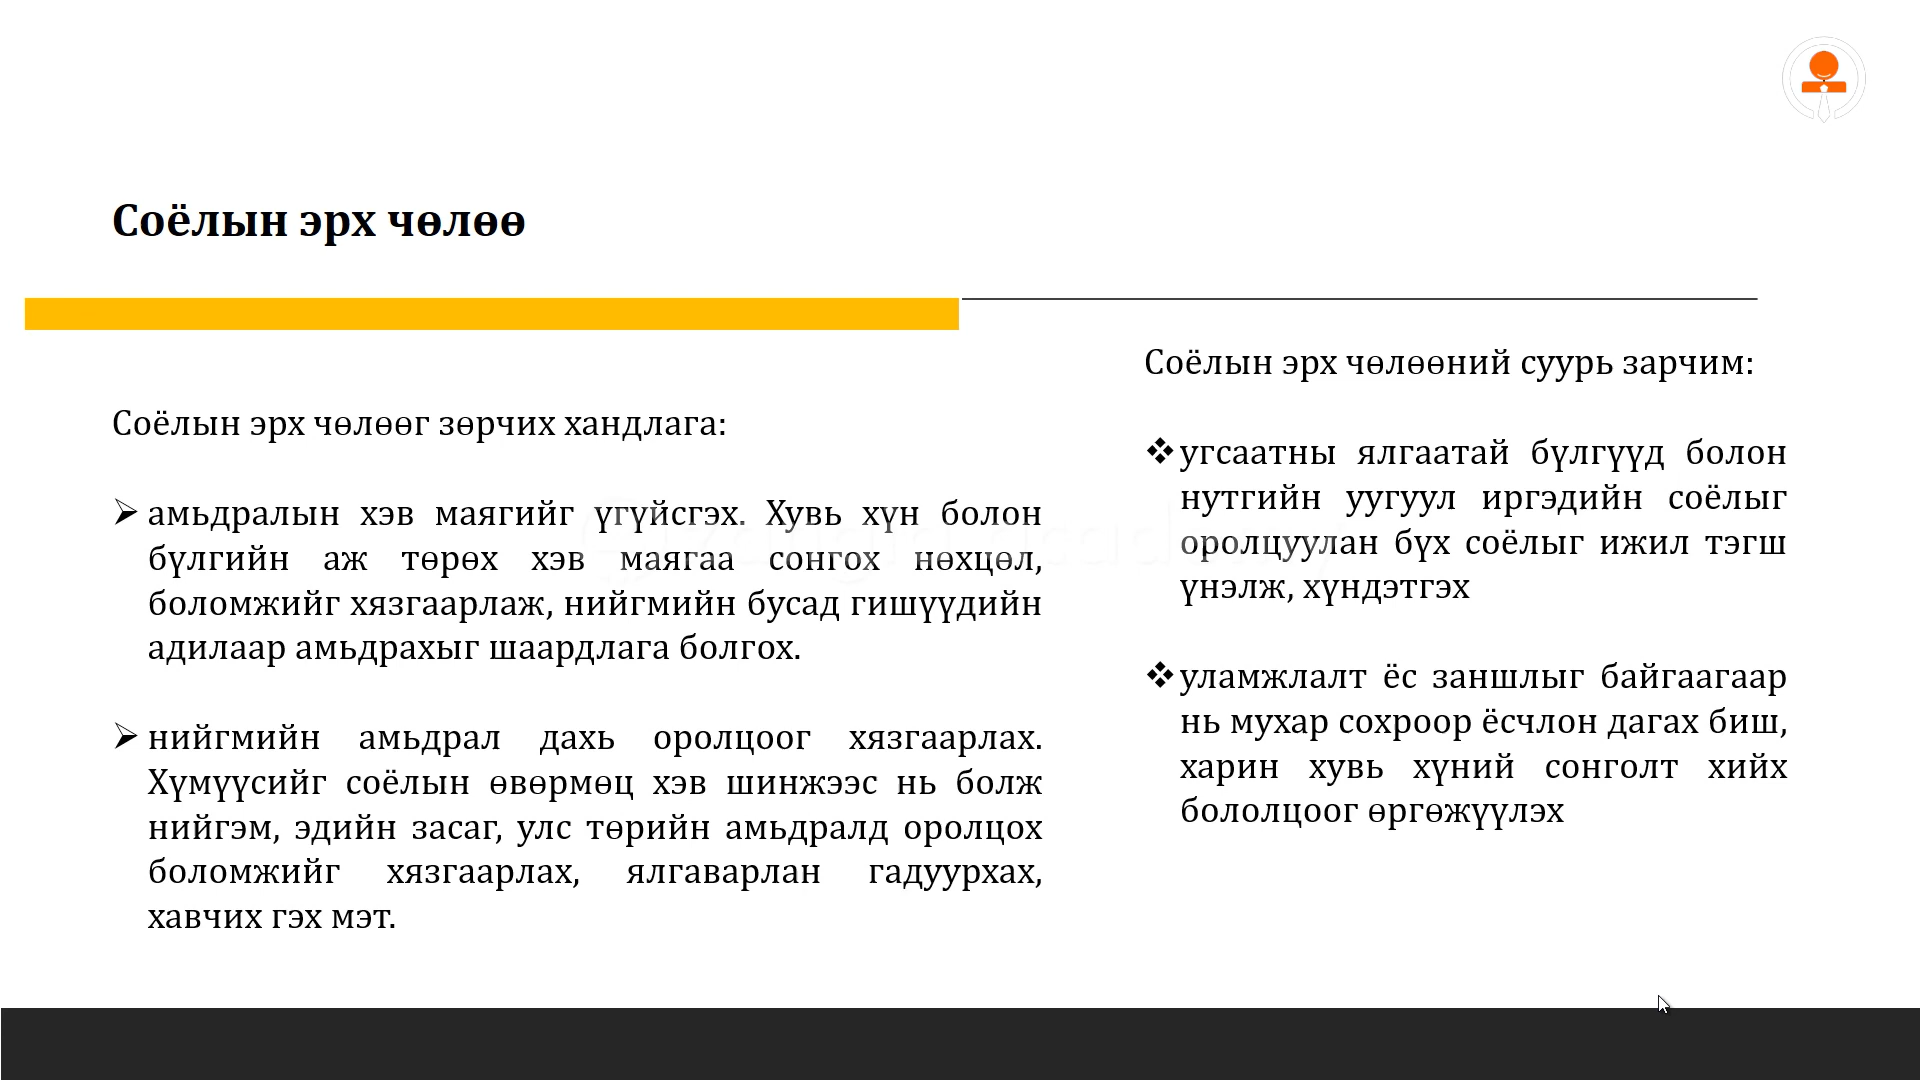 Соёлын эрх чөлөө
Соёлын эрх чөлөөг зөрчих хандлага:
амьдралын хэв маягийг үгүйсгэх. Хувь хүн болон
бүлгийн аж төрөх хэв маягаа сонгох нөхцөл,
боломжийг хязгаарлаж, нийгмийн бусад гишүүдийн
адилаар амьдрахыг шаардлага болгох.
нийгмийн амьдрал дахь оролцоог хязгаарлах.
Хүмүүсийг соёлын өвөрмөц хэв шинжээс нь болж
нийгэм, эдийн засаг, улс төрийн амьдралд оролцох
боломжийг хязгаарлах, ялгаварлан гадуурхах,
хавчих гэх мэт.
Соёлын эрх чөлөөний суурь зарчим:
угсаатны ялгаатай бүлгүүд болон
нутгийн уугуул иргэдийн соёлыг
оролцуулан бүх соёлыг ижил тэгш
үнэлж, хүндэтгэх
уламжлалт ёс заншлыг байгаагаар
нь мухар сохроор ёсчлон дагах биш,
харин хувь хүний сонголт хийх
бололцоог өргөжүүлэх